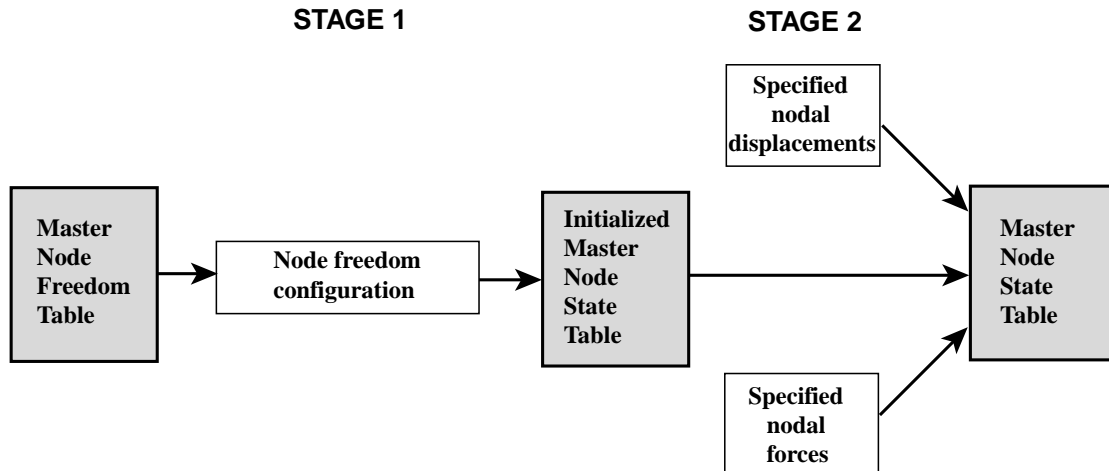 STAGE 1
STAGE 2
Specified
nodal
displacements
Master
Node
Freedom
Table
Node freedom
configuration
Initialized
Master
Node
State
Table
Master
Node
State
Table
Specified
nodal
forces